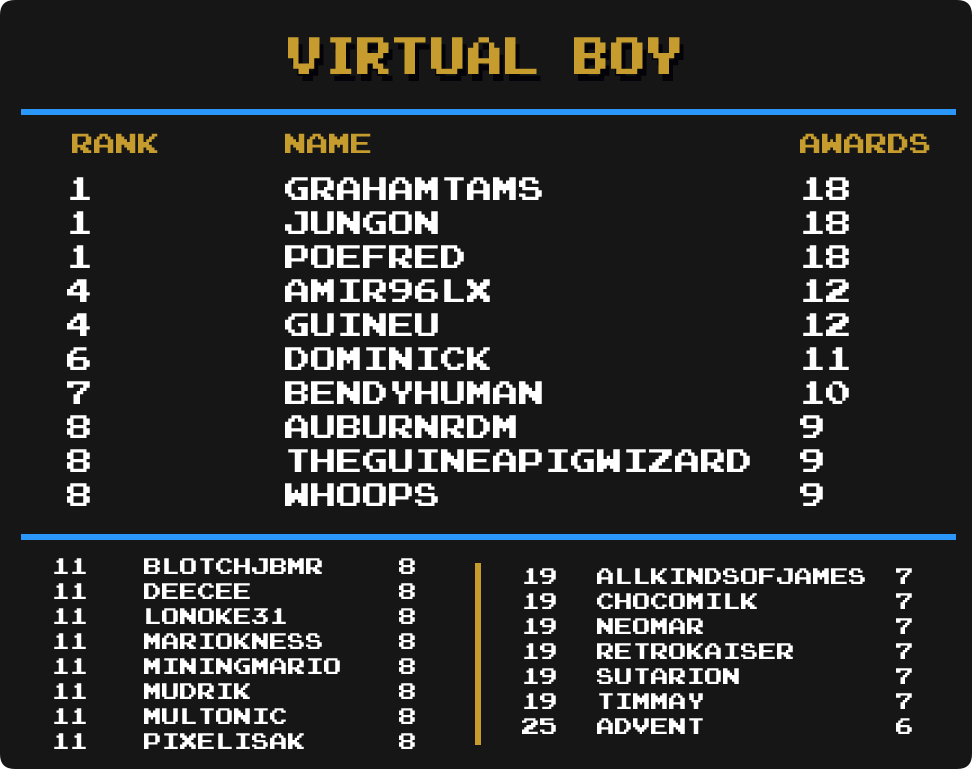 VIRTUAL BOY
RANK NAME AWARDS
1 GRAHAMTAMS 18
1 JUNGON 18
1 POEFRED 18
4 AMIR96LX 12
4 GUINEU 12
6 DOMINICK 11
7 BENDYHUMAN 10
8 AUBURNRDM 9
8 THEGUINEAPIGWIZARD 9
8 WHOOPS 9
11 BLOTCHJBMR 8
11 DEECEE 8
11 LONOKE31 8
11 MARIOKNESS 8
11 MININGMARIO 8
11 MUDRIK 8
11 MULTONIC 8
11 PIXELISAK 8
19 ALLKINDSOFJAMES 7
19 CHOCOMILK 7
19 NEOMAR 7
19 RETROKAISER 7
19 SUTARION 7
19 TIMMAY 7
25 ADVENT 6